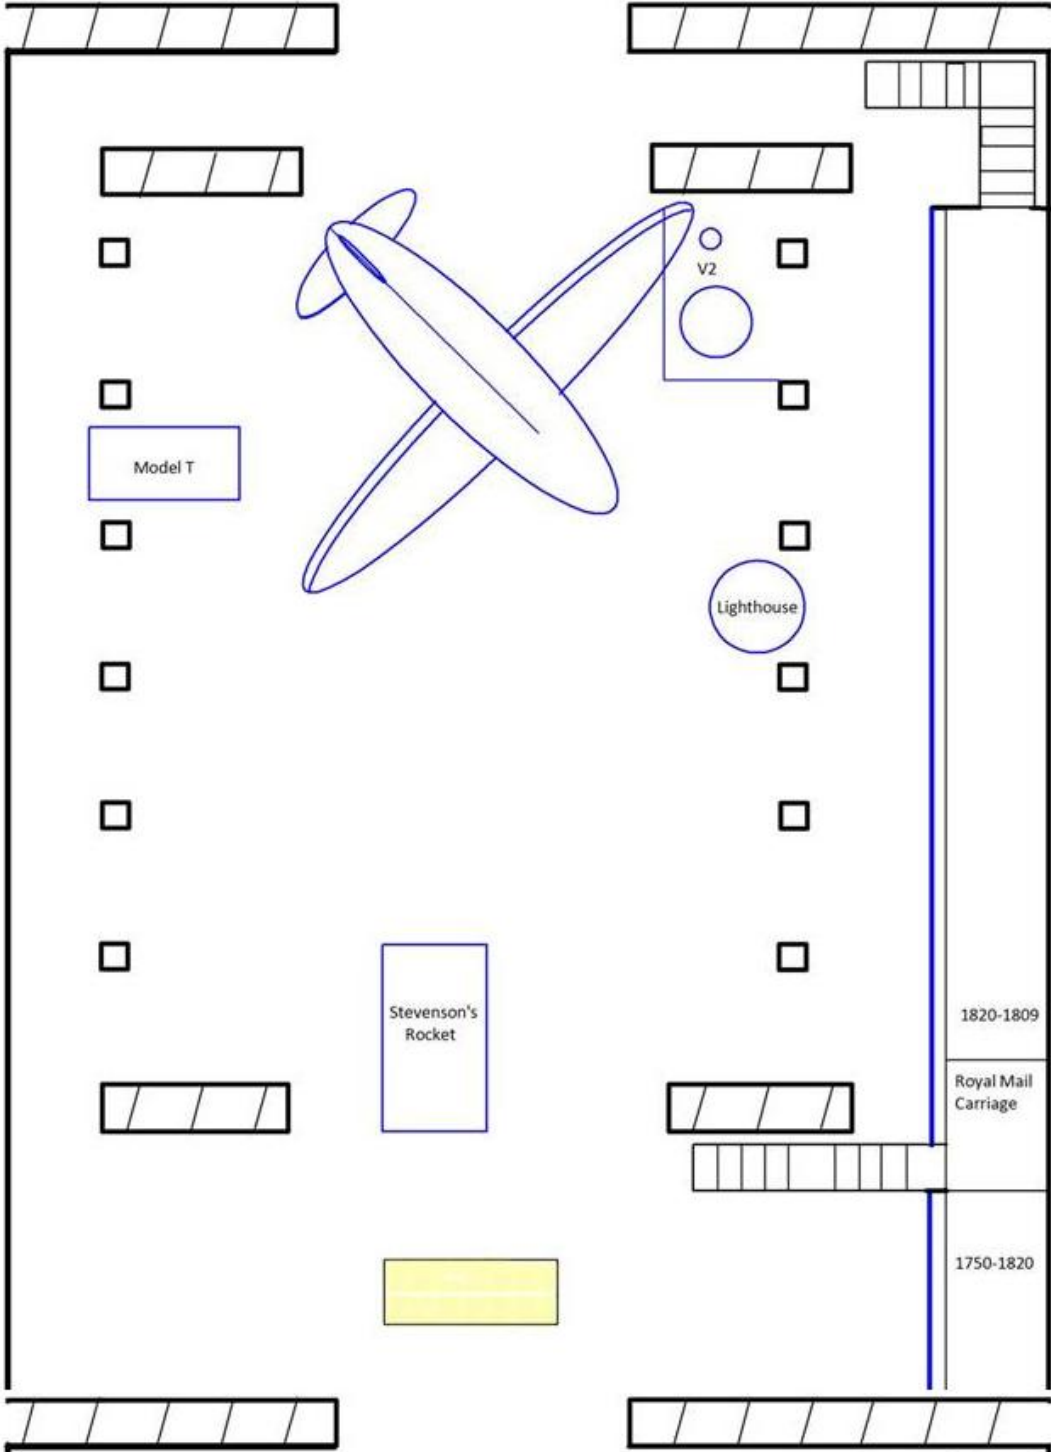 V2
Model T
Lighthouse
Stevenson's
Rocket
1820-1809
Royal Mail
Carriage
1750-1820